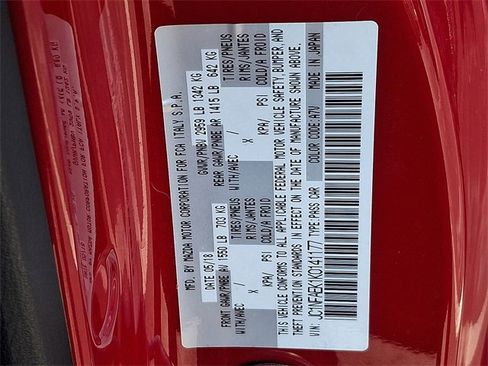 MFD. BY MAZDA MOTOR CORPORATION FOR FCA ITALY S.P.A.
DATE 05/18 GVWR/PNBV 2959 LB 1342 KG
FRONT GAWR/PNBE AV 1550 LB 703 KG REAR GAWR/PNBE AR 1415 LB 642 KG
WITH/AVEC TIRES/PNEUS WITH/AVEC TIRES/PNEUS
/ X RIMS/JANTES / X RIMS/JANTES
KPA/ PSI COLD/A FROID KPA/ PSI COLD/A FROID
THIS VEHICLE CONFORMS TO ALL APPLICABLE FEDERAL MOTOR VEHICLE SAFETY, BUMPER, AND
THEFT PREVENTION STANDARDS IN EFFECT ON THE DATE OF MANUFACTURE SHOWN ABOVE.
VIN: TYPE: PASS CAR COLOR CODE: A7V MADE IN JAPAN